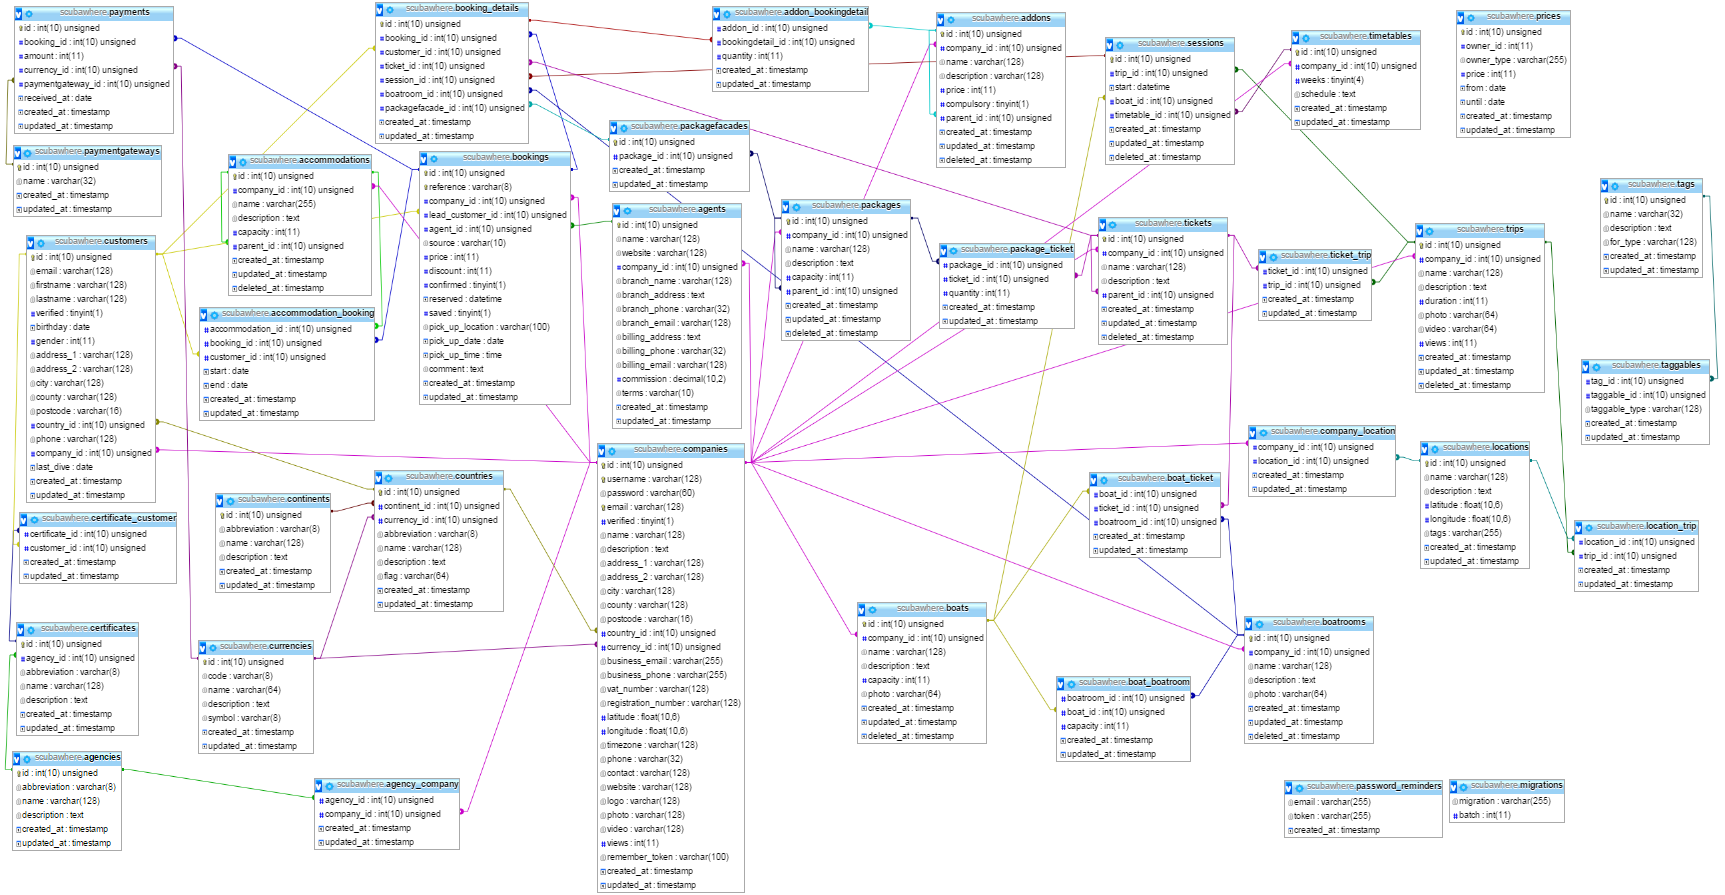 scubawhere.payments
id : int(10) unsigned
booking_id : int(10) unsigned
amount : int(11)
currency_id : int(10) unsigned
paymentgateway_id : int(10) unsigned
received_at : date
created_at : timestamp
updated_at : timestamp
scubawhere.booking_details
id : int(10) unsigned
booking_id : int(10) unsigned
customer_id : int(10) unsigned
ticket_id : int(10) unsigned
session_id : int(10) unsigned
boatroom_id : int(10) unsigned
packagefacade_id : int(10) unsigned
created_at : timestamp
updated_at : timestamp
scubawhere.addon_bookingdetail
addon_id : int(10) unsigned
bookingdetail_id : int(10) unsigned
quantity : int(11)
created_at : timestamp
updated_at : timestamp
scubawhere.addons
id : int(10) unsigned
company_id : int(10) unsigned
name : varchar(128)
description : varchar(128)
price : int(11)
compulsory : tinyint(1)
parent_id : int(10) unsigned
created_at : timestamp
updated_at : timestamp
deleted_at : timestamp
scubawhere.sessions
id : int(10) unsigned
trip_id : int(10) unsigned
start : datetime
boat_id : int(10) unsigned
timetable_id : int(10) unsigned
created_at : timestamp
updated_at : timestamp
deleted_at : timestamp
scubawhere.timetables
id : int(10) unsigned
company_id : int(10) unsigned
weeks : tinyint(4)
schedule : text
created_at : timestamp
updated_at : timestamp
scubawhere.prices
id : int(10) unsigned
owner_id : int(11)
owner_type : varchar(255)
price : int(11)
from : date
until : date
created_at : timestamp
updated_at : timestamp
scubawhere.paymentgateways
id : int(10) unsigned
name : varchar(32)
created_at : timestamp
updated_at : timestamp
scubawhere.accommodations
id : int(10) unsigned
company_id : int(10) unsigned
name : varchar(255)
description : text
capacity : int(11)
parent_id : int(10) unsigned
created_at : timestamp
updated_at : timestamp
deleted_at : timestamp
scubawhere.bookings
id : int(10) unsigned
reference : varchar(8)
company_id : int(10) unsigned
lead_customer_id : int(10) unsigned
agent_id : int(10) unsigned
source : varchar(10)
price : int(11)
discount : int(11)
confirmed : tinyint(1)
reserved : datetime
saved : tinyint(1)
pick_up_location : varchar(100)
pick_up_date : date
pick_up_time : time
comment : text
created_at : timestamp
updated_at : timestamp
scubawhere.packagefacades
id : int(10) unsigned
package_id : int(10) unsigned
created_at : timestamp
updated_at : timestamp
scubawhere.agents
id : int(10) unsigned
name : varchar(128)
website : varchar(128)
company_id : int(10) unsigned
branch_name : varchar(128)
branch_address : text
branch_phone : varchar(32)
branch_email : varchar(128)
billing_address : text
billing_phone : varchar(32)
billing_email : varchar(128)
commission : decimal(10,2)
terms : varchar(10)
created_at : timestamp
updated_at : timestamp
scubawhere.packages
id : int(10) unsigned
company_id : int(10) unsigned
name : varchar(128)
description : text
capacity : int(11)
parent_id : int(10) unsigned
created_at : timestamp
updated_at : timestamp
deleted_at : timestamp
scubawhere.package_ticket
package_id : int(10) unsigned
ticket_id : int(10) unsigned
quantity : int(11)
created_at : timestamp
updated_at : timestamp
scubawhere.tickets
id : int(10) unsigned
company_id : int(10) unsigned
name : varchar(128)
description : text
parent_id : int(10) unsigned
created_at : timestamp
updated_at : timestamp
deleted_at : timestamp
scubawhere.ticket_trip
ticket_id : int(10) unsigned
trip_id : int(10) unsigned
created_at : timestamp
updated_at : timestamp
scubawhere.trips
id : int(10) unsigned
company_id : int(10) unsigned
name : varchar(128)
description : text
duration : int(11)
photo : varchar(64)
video : varchar(64)
views : int(11)
created_at : timestamp
updated_at : timestamp
deleted_at : timestamp
scubawhere.tags
id : int(10) unsigned
name : varchar(32)
description : text
for_type : varchar(128)
created_at : timestamp
updated_at : timestamp
scubawhere.customers
id : int(10) unsigned
email : varchar(128)
firstname : varchar(128)
lastname : varchar(128)
verified : tinyint(1)
birthday : date
gender : int(11)
address_1 : varchar(128)
address_2 : varchar(128)
city : varchar(128)
county : varchar(128)
postcode : varchar(16)
country_id : int(10) unsigned
phone : varchar(128)
company_id : int(10) unsigned
last_dive : date
created_at : timestamp
updated_at : timestamp
scubawhere.accommodation_booking
accommodation_id : int(10) unsigned
booking_id : int(10) unsigned
customer_id : int(10) unsigned
start : date
end : date
created_at : timestamp
updated_at : timestamp
scubawhere.taggables
tag_id : int(10) unsigned
taggable_id : int(10) unsigned
taggable_type : varchar(128)
created_at : timestamp
updated_at : timestamp
scubawhere.companies
id : int(10) unsigned
username : varchar(128)
password : varchar(60)
email : varchar(128)
verified : tinyint(1)
name : varchar(128)
description : text
address_1 : varchar(128)
address_2 : varchar(128)
city : varchar(128)
county : varchar(128)
postcode : varchar(16)
country_id : int(10) unsigned
currency_id : int(10) unsigned
business_email : varchar(255)
business_phone : varchar(255)
vat_number : varchar(128)
registration_number : varchar(128)
latitude : float(10,6)
longitude : float(10,6)
timezone : varchar(128)
phone : varchar(32)
contact : varchar(128)
website : varchar(128)
logo : varchar(128)
photo : varchar(128)
video : varchar(128)
views : int(11)
remember_token : varchar(100)
created_at : timestamp
updated_at : timestamp
scubawhere.company_location
company_id : int(10) unsigned
location_id : int(10) unsigned
created_at : timestamp
updated_at : timestamp
scubawhere.locations
id : int(10) unsigned
name : varchar(128)
description : text
latitude : float(10,6)
longitude : float(10,6)
tags : varchar(255)
created_at : timestamp
updated_at : timestamp
scubawhere.countries
id : int(10) unsigned
continent_id : int(10) unsigned
currency_id : int(10) unsigned
abbreviation : varchar(8)
name : varchar(128)
description : text
flag : varchar(64)
created_at : timestamp
updated_at : timestamp
scubawhere.continents
id : int(10) unsigned
abbreviation : varchar(8)
name : varchar(128)
description : text
created_at : timestamp
updated_at : timestamp
scubawhere.boat_ticket
boat_id : int(10) unsigned
ticket_id : int(10) unsigned
boatroom_id : int(10) unsigned
created_at : timestamp
updated_at : timestamp
scubawhere.certificate_customer
certificate_id : int(10) unsigned
customer_id : int(10) unsigned
created_at : timestamp
updated_at : timestamp
scubawhere.location_trip
location_id : int(10) unsigned
trip_id : int(10) unsigned
created_at : timestamp
updated_at : timestamp
scubawhere.boats
id : int(10) unsigned
company_id : int(10) unsigned
name : varchar(128)
description : text
capacity : int(11)
photo : varchar(64)
created_at : timestamp
updated_at : timestamp
deleted_at : timestamp
scubawhere.boatrooms
id : int(10) unsigned
company_id : int(10) unsigned
name : varchar(128)
description : text
photo : varchar(64)
created_at : timestamp
updated_at : timestamp
deleted_at : timestamp
scubawhere.certificates
id : int(10) unsigned
agency_id : int(10) unsigned
abbreviation : varchar(8)
name : varchar(128)
description : text
created_at : timestamp
updated_at : timestamp
scubawhere.currencies
id : int(10) unsigned
code : varchar(8)
name : varchar(64)
description : text
symbol : varchar(8)
created_at : timestamp
updated_at : timestamp
scubawhere.boat_boatroom
boatroom_id : int(10) unsigned
boat_id : int(10) unsigned
capacity : int(11)
created_at : timestamp
updated_at : timestamp
scubawhere.agencies
id : int(10) unsigned
abbreviation : varchar(8)
name : varchar(128)
description : text
created_at : timestamp
updated_at : timestamp
scubawhere.agency_company
agency_id : int(10) unsigned
company_id : int(10) unsigned
created_at : timestamp
updated_at : timestamp
scubawhere.password_reminders
email : varchar(255)
token : varchar(255)
created_at : timestamp
scubawhere.migrations
migration : varchar(255)
batch : int(11)